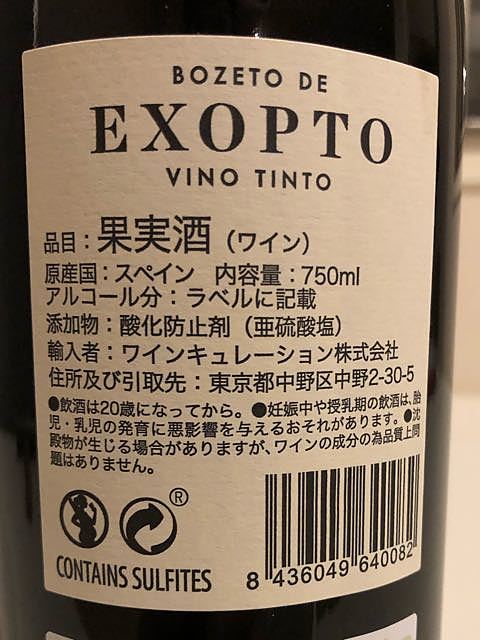 BOZETO DE
EXOPTO
VINO TINTO
品目：果実酒（ワイン）
原産国：スペイン　内容量：750ml
アルコール分：ラベルに記載
添加物：酸化防止剤（亜硫酸塩）
輸入者：ワインキュレーション株式会社
住所及び引取先：東京都中野区中野2-30-5
●飲酒は20歳になってから。●妊娠中や授乳期の飲酒は、胎
児・乳児の発育に悪影響を与えるおそれがあります。●沈
殿物が生じる場合がありますが、ワインの成分の為品質上問
題はありません。
®
CONTAINS SULFITES
8 436049 640082